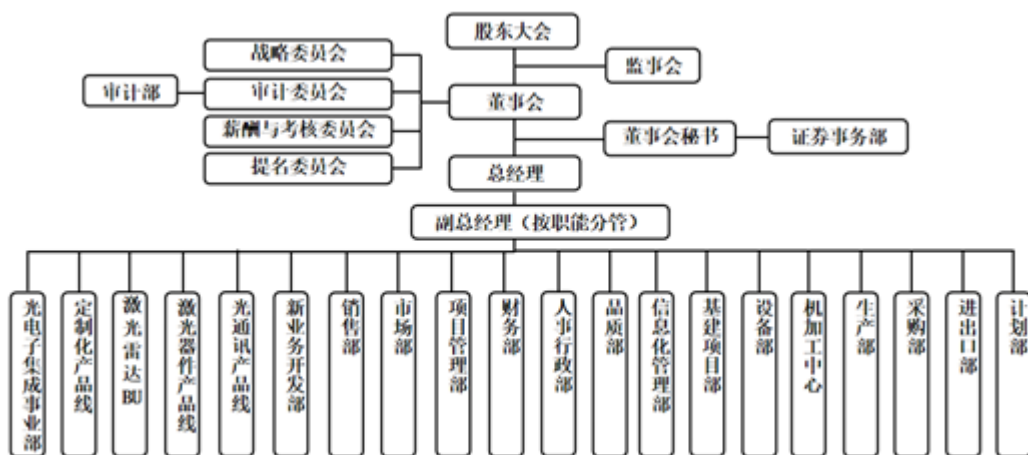 股东大会
战略委员会
监事会
审计部
审计委员会
董事会
薪酬与考核委员会
董事会秘书
证券事务部
提名委员会
总经理
副总经理（按职能分管）
光电子集成事业部
定制化产品线
激光雷达BU
激光器件产品线
光通讯产品线
新业务开发部
销售部
市场部
项目管理部
财务部
人事行政部
品质部
信息化管理部
基建项目部
设备部
机加工中心
生产部
采购部
进出口部
计划部